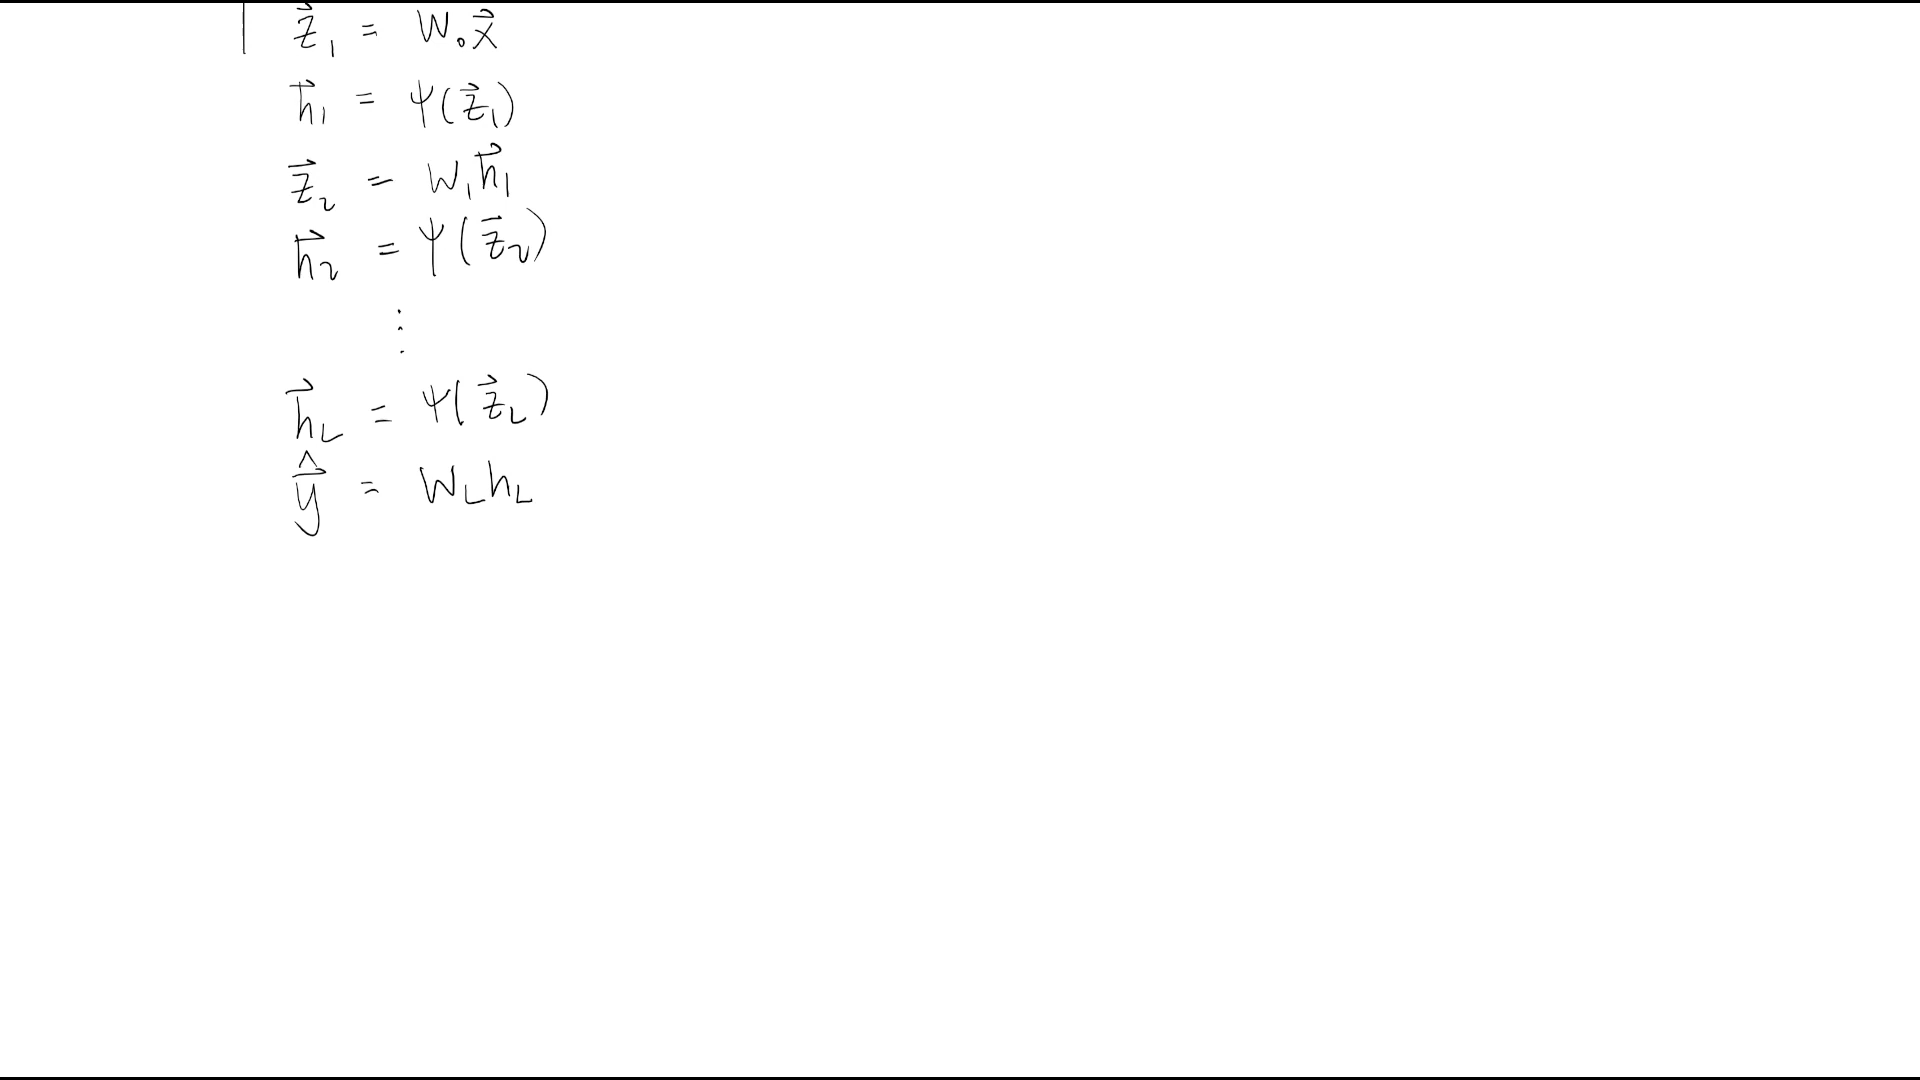 | z⃗₁ = W₀x⃗
h⃗₁ = ψ(z⃗₁)
z⃗₂ = W₁h⃗₁
h⃗₂ = ψ(z⃗₂)
⋮
h⃗_L = ψ(z⃗_L)
ŷ⃗ = W_L h_L